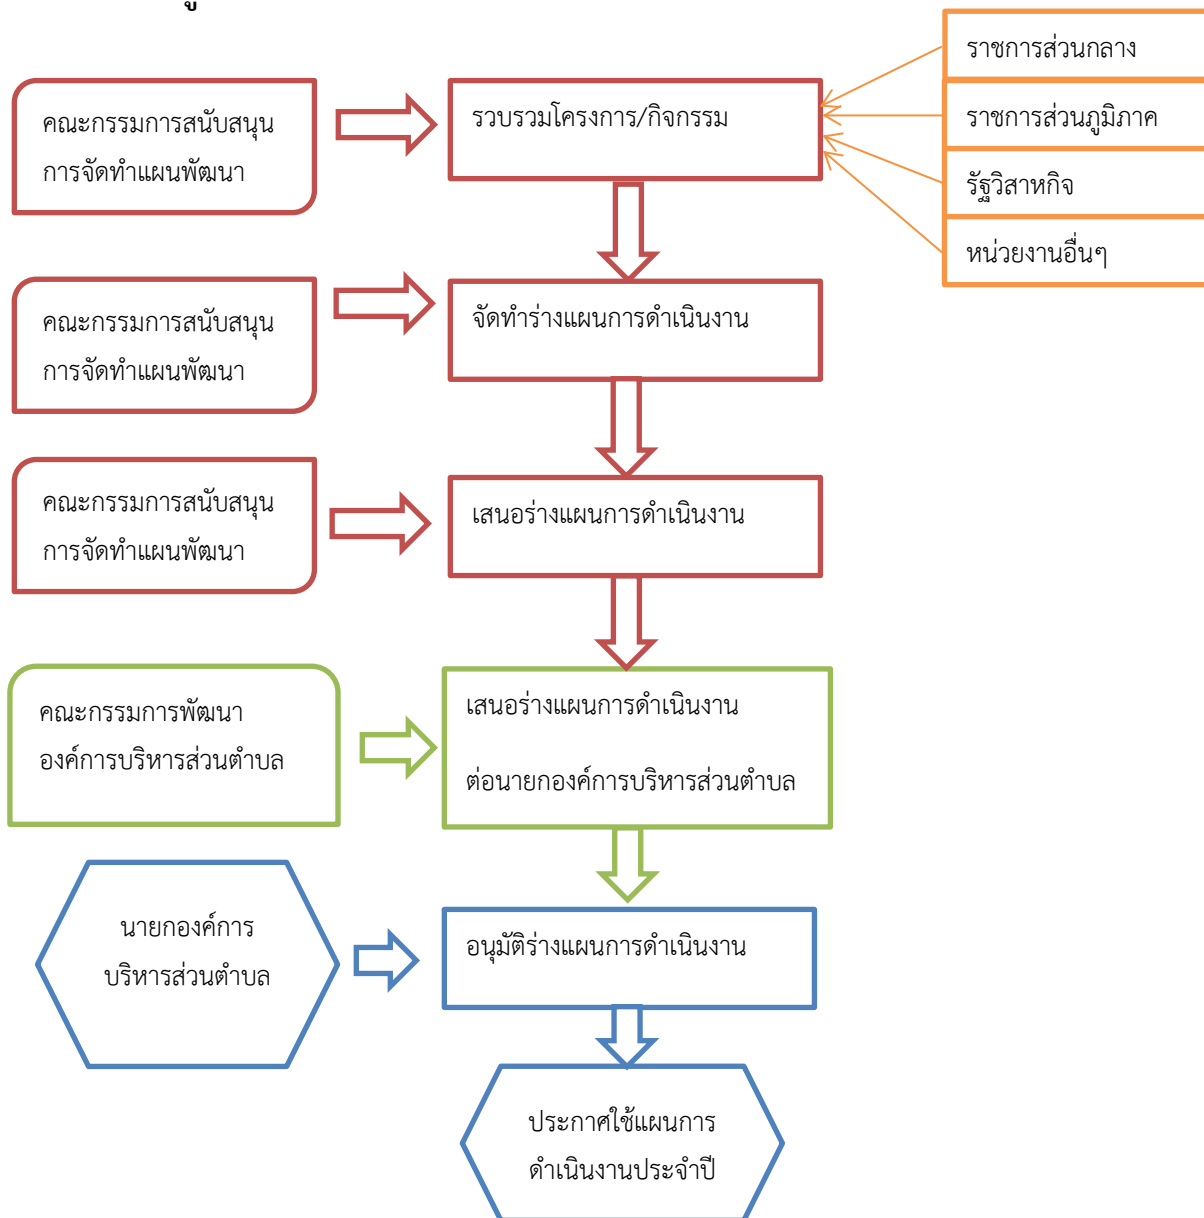 คณะกรรมการสนับสนุน
การจัดทำแผนพัฒนา
รวบรวมโครงการ/กิจกรรม
ราชการส่วนกลาง
ราชการส่วนภูมิภาค
รัฐวิสาหกิจ
หน่วยงานอื่นๆ
คณะกรรมการสนับสนุน
การจัดทำแผนพัฒนา
จัดทำร่างแผนการดำเนินงาน
คณะกรรมการสนับสนุน
การจัดทำแผนพัฒนา
เสนอร่างแผนการดำเนินงาน
คณะกรรมการพัฒนา
องค์การบริหารส่วนตำบล
เสนอร่างแผนการดำเนินงาน
ต่อนายกองค์การบริหารส่วนตำบล
นายกองค์การ
บริหารส่วนตำบล
อนุมัติร่างแผนการดำเนินงาน
ประกาศใช้แผนการ
ดำเนินงานประจำปี